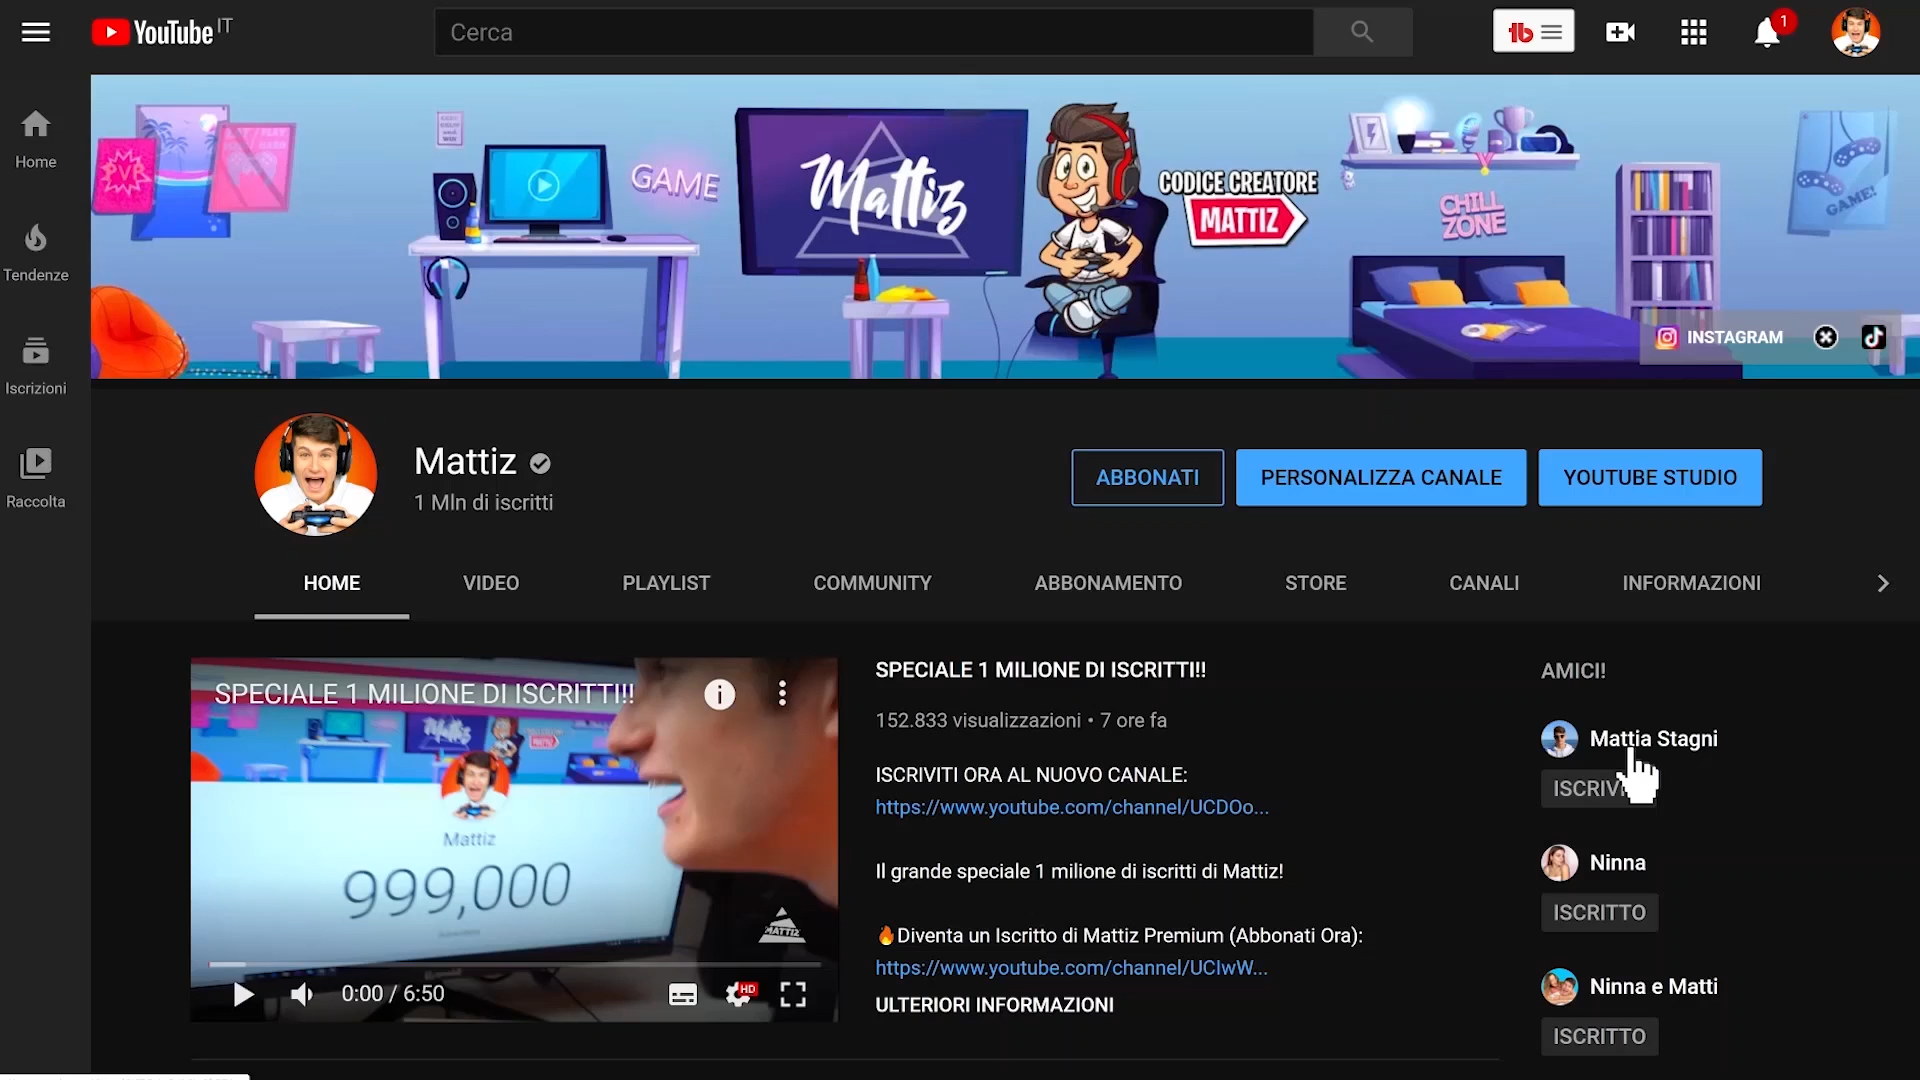 YouTube IT
Cerca
1
Home
Tendenze
Iscrizioni
Raccolta
PVP
GAME
Mattiz
CODICE CREATORE
MATTIZ
CHILL
ZONE
GAME!
INSTAGRAM
Mattiz
1 Mln di iscritti
ABBONATI
PERSONALIZZA CANALE
YOUTUBE STUDIO
HOME
VIDEO
PLAYLIST
COMMUNITY
ABBONAMENTO
STORE
CANALI
INFORMAZIONI
SPECIALE 1 MILIONE DI ISCRITTI!!
Mattiz
999,000
MATTIZ
0:00 / 6:50
HD
SPECIALE 1 MILIONE DI ISCRITTI!!
152.833 visualizzazioni • 7 ore fa
ISCRIVITI ORA AL NUOVO CANALE:
https://www.youtube.com/channel/UCDOo...
Il grande speciale 1 milione di iscritti di Mattiz!
🔥Diventa un Iscritto di Mattiz Premium (Abbonati Ora):
https://www.youtube.com/channel/UCIwW...
ULTERIORI INFORMAZIONI
AMICI!
Mattia Stagni
Ninna
ISCRITTO
Ninna e Matti
ISCRITTO